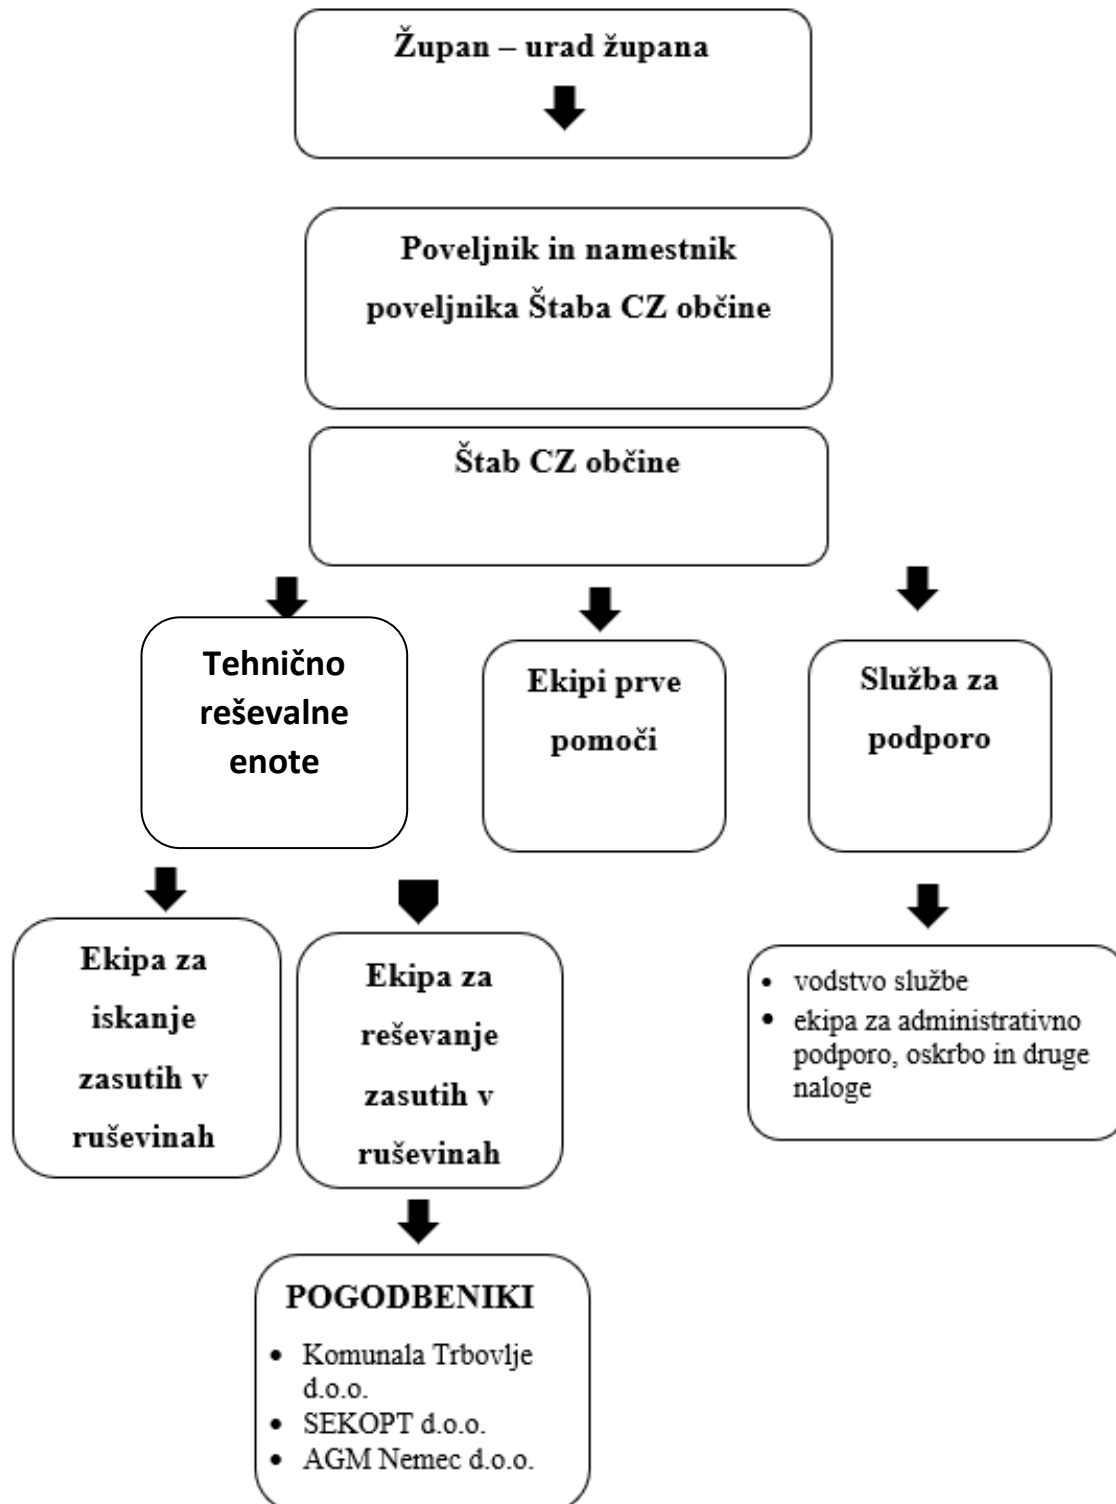 Župan – urad župana
Poveljnik in namestnik
poveljnika Štaba CZ občine
Štab CZ občine
Tehnično
reševalne
enote
Ekipi prve
pomoči
Služba za
podporo
Ekipa za
iskanje
zasutih v
ruševinah
Ekipa za
reševanje
zasutih v
ruševinah
• vodstvo službe
• ekipa za administrativno
podporo, oskrbo in druge
naloge
POGODBENIKI
• Komunala Trbovlje
d.o.o.
• SEKOPT d.o.o.
• AGM Nemec d.o.o.